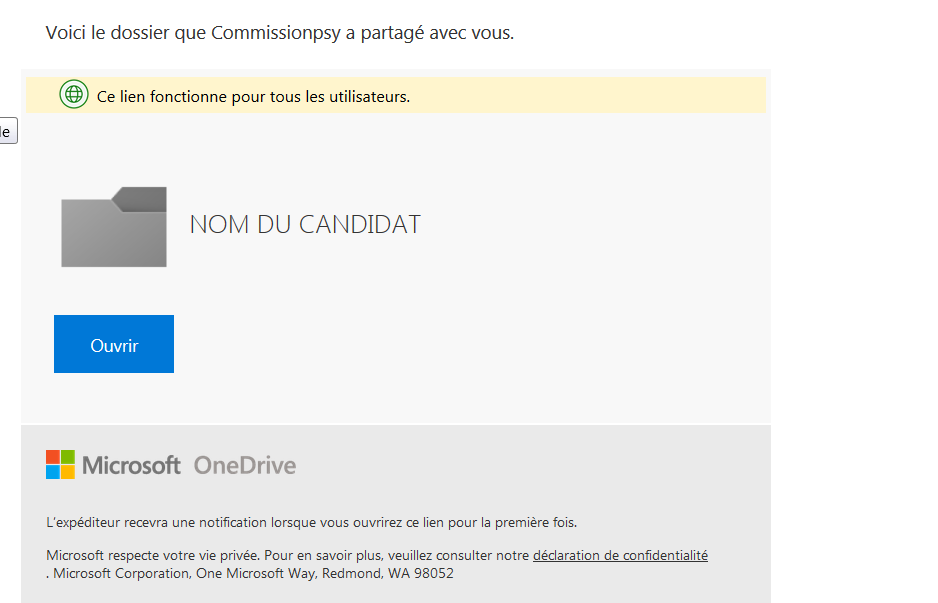 Voici le dossier que Commissionpsy a partagé avec vous.
Ce lien fonctionne pour tous les utilisateurs.
le
NOM DU CANDIDAT
Ouvrir
Microsoft OneDrive
L'expéditeur recevra une notification lorsque vous ouvrirez ce lien pour la première fois.
Microsoft respecte votre vie privée. Pour en savoir plus, veuillez consulter notre déclaration de confidentialité
. Microsoft Corporation, One Microsoft Way, Redmond, WA 98052